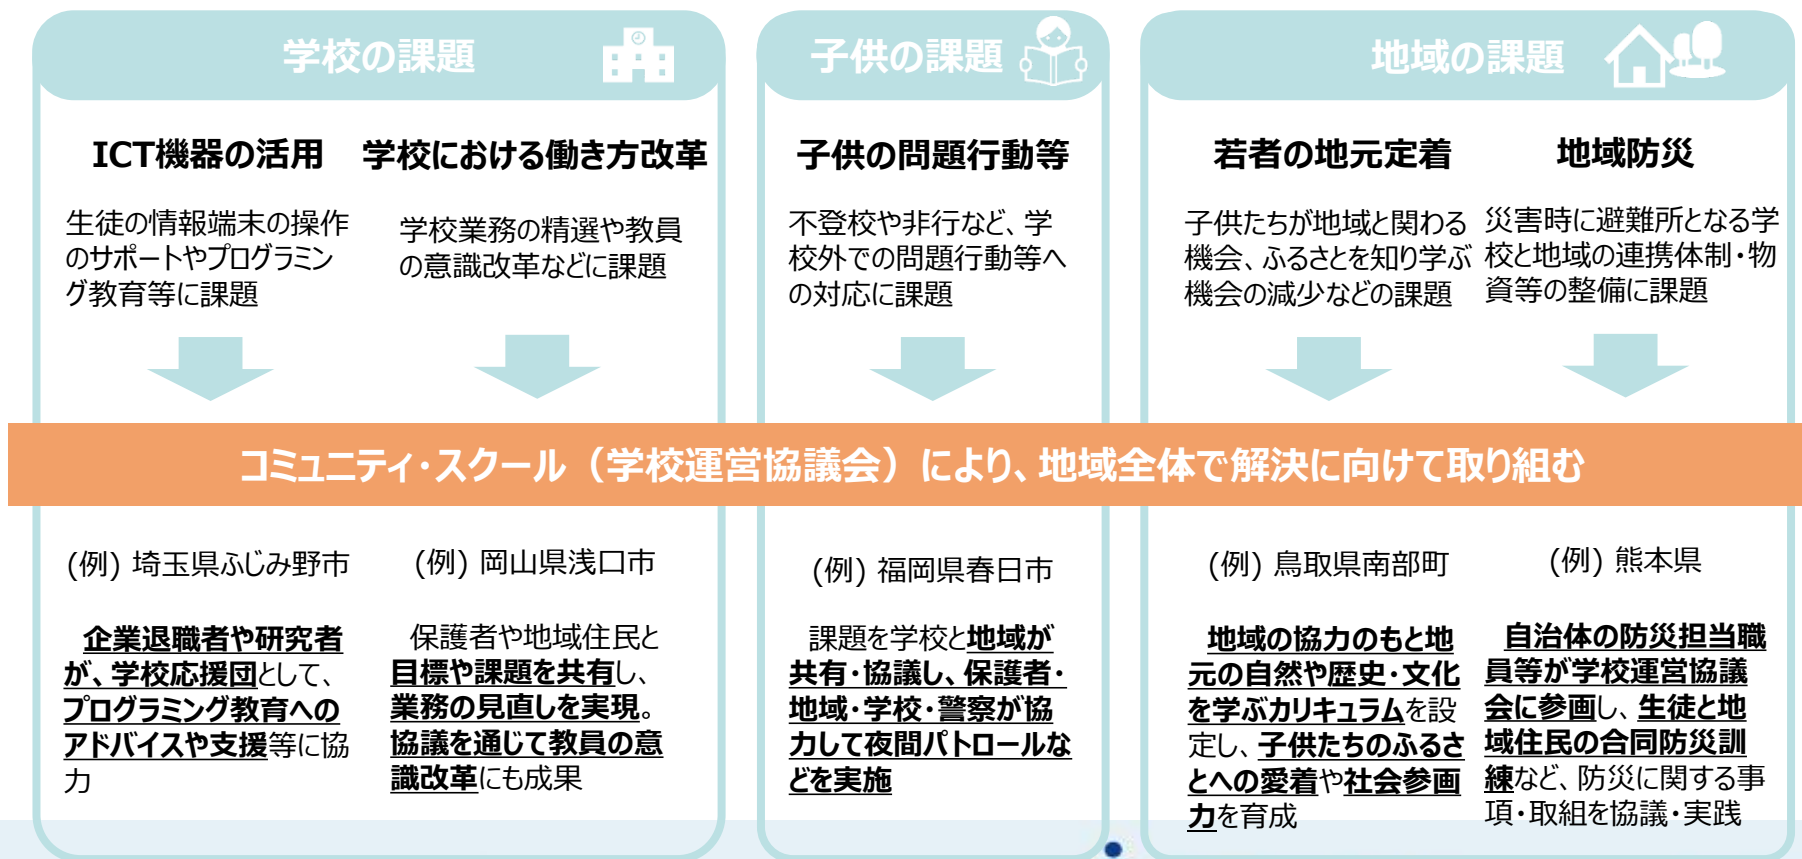 学校の課題
ICT機器の活用
生徒の情報端末の操作
のサポートやプログラミン
グ教育等に課題
学校における働き方改革
学校業務の精選や教員
の意識改革などに課題
子供の課題
子供の問題行動等
不登校や非行など、学
校外での問題行動等へ
の対応に課題
地域の課題
若者の地元定着
子供たちが地域と関わる
機会、ふるさとを知り学ぶ
機会の減少などの課題
地域防災
災害時に避難所となる学
校と地域の連携体制・物
資等の整備に課題
コミュニティ・スクール（学校運営協議会）により、地域全体で解決に向けて取り組む
(例) 埼玉県ふじみ野市
企業退職者や研究者
が、学校応援団として、
プログラミング教育への
アドバイスや支援等に協
力
(例) 岡山県浅口市
保護者や地域住民と
目標や課題を共有し、
業務の見直しを実現。
協議を通じて教員の意
識改革にも成果
(例) 福岡県春日市
課題を学校と地域が
共有・協議し、保護者・
地域・学校・警察が協
力して夜間パトロールな
どを実施
(例) 鳥取県南部町
地域の協力のもと地
元の自然や歴史・文化
を学ぶカリキュラムを設
定し、子供たちのふるさ
とへの愛着や社会参画
力を育成
(例) 熊本県
自治体の防災担当職
員等が学校運営協議
会に参画し、生徒と地
域住民の合同防災訓
練など、防災に関する事
項・取組を協議・実践